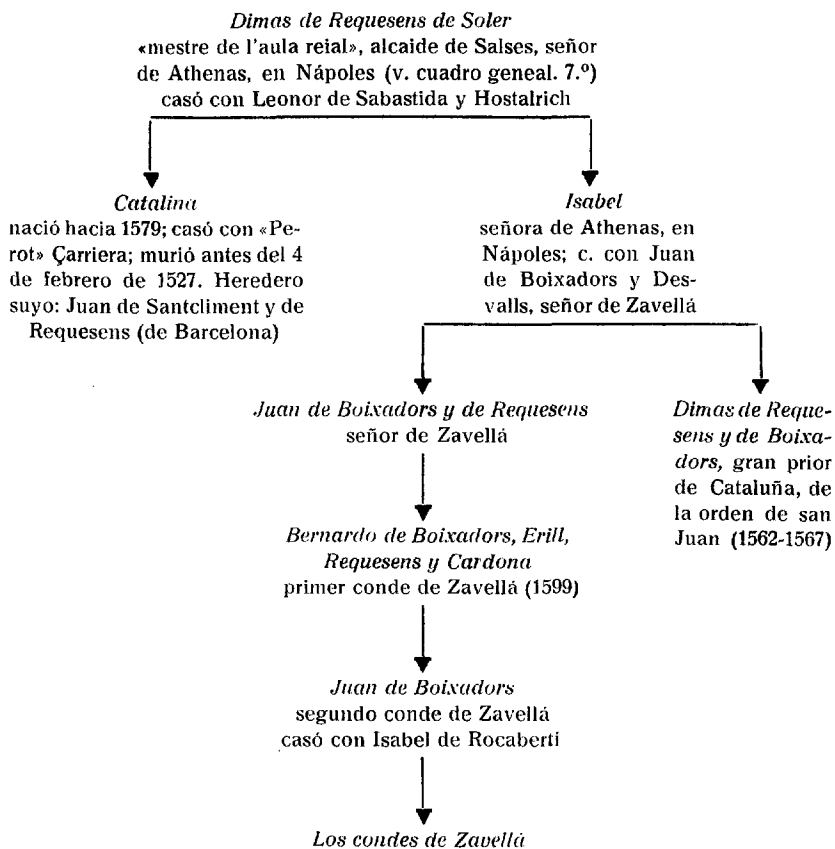 Dimas de Requesens de Soler
«mestre de l'aula reial», alcaide de Salses, señor
de Athenas, en Nápoles (v. cuadro geneal. 7.º)
casó con Leonor de Sabastida y Hostalrich
Catalina
nació hacia 1579; casó con «Pe-
rot» Çarriera; murió antes del 4
de febrero de 1527. Heredero
suyo: Juan de Santcliment y de
Requesens (de Barcelona)
Isabel
señora de Athenas, en
Nápoles; c. con Juan
de Boixadors y Des-
valls, señor de Zavellá
Juan de Boixadors y de Requesens
señor de Zavellá
Dimas de Reque-
sens y de Boixa-
dors, gran prior
de Cataluña, de
la orden de san
Juan (1562-1567)
Bernardo de Boixadors, Erill,
Requesens y Cardona
primer conde de Zavellá (1599)
Juan de Boixadors
segundo conde de Zavellá
casó con Isabel de Rocaberti
Los condes de Zavellá